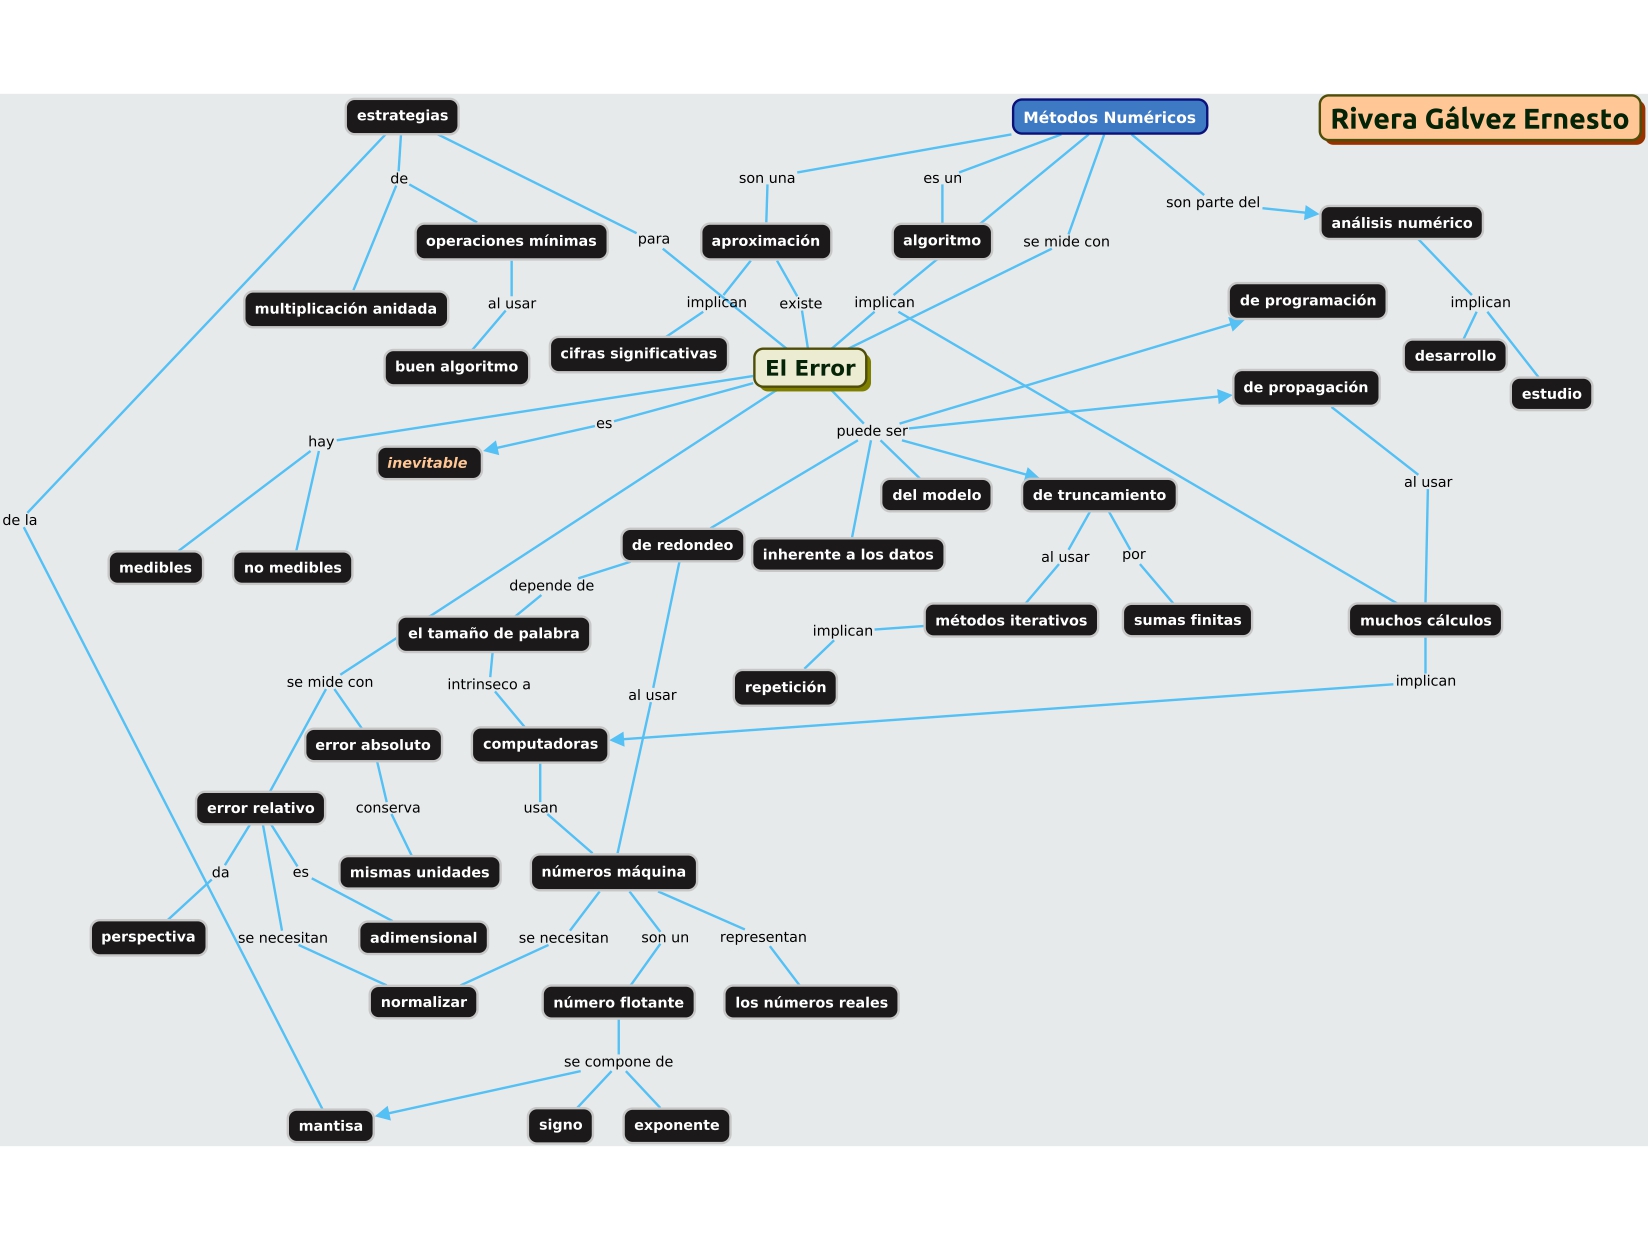 estrategias
Métodos Numéricos
Rivera Gálvez Ernesto
de
son una
es un
son parte del
análisis numérico
operaciones mínimas
para
aproximación
algoritmo
se mide con
multiplicación anidada
al usar
implican
existe
implican
de programación
implican
buen algoritmo
cifras significativas
El Error
desarrollo
de propagación
estudio
hay
es
puede ser
inevitable
del modelo
de truncamiento
al usar
de la
medibles
no medibles
de redondeo
inherente a los datos
al usar
por
depende de
el tamaño de palabra
implican
métodos iterativos
sumas finitas
muchos cálculos
se mide con
intrinseco a
al usar
repetición
implican
error absoluto
computadoras
error relativo
conserva
usan
da
es
mismas unidades
números máquina
perspectiva
se necesitan
adimensional
se necesitan
son un
representan
normalizar
número flotante
los números reales
se compone de
mantisa
signo
exponente